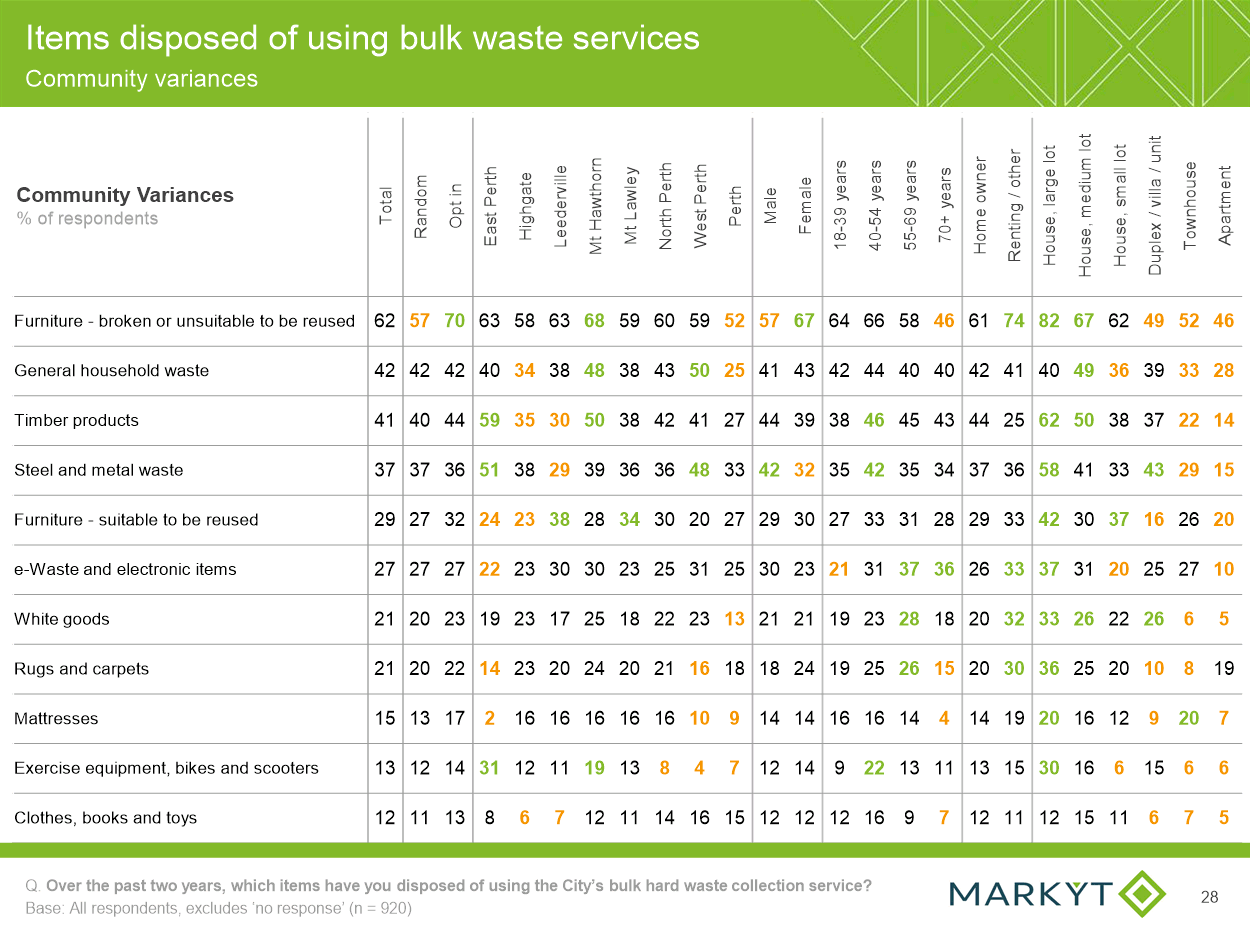 Items disposed of using bulk waste services
Community variances
Community Variances
% of respondents
Total
Random
Opt in
East Perth
Highgate
Leederville
Mt Hawthorn
Mt Lawley
North Perth
West Perth
Perth
Male
Female
18-39 years
40-54 years
55-69 years
70+ years
Home owner
Renting / other
House, large lot
House, medium lot
House, small lot
Duplex / villa / unit
Townhouse
Apartment
Furniture - broken or unsuitable to be reused 62 57 70 63 58 63 68 59 60 59 52 57 67 64 66 58 46 61 74 82 67 62 49 52 46
General household waste 42 42 42 40 34 38 48 38 43 50 25 41 43 42 44 40 40 42 41 40 49 36 39 33 28
Timber products 41 40 44 59 35 30 50 38 42 41 27 44 39 38 46 45 43 44 25 62 50 38 37 22 14
Steel and metal waste 37 37 36 51 38 29 39 36 36 48 33 42 32 35 42 35 34 37 36 58 41 33 43 29 15
Furniture - suitable to be reused 29 27 32 24 23 38 28 34 30 20 27 29 30 27 33 31 28 29 33 42 30 37 16 26 20
e-Waste and electronic items 27 27 27 22 23 30 30 23 25 31 25 30 23 21 31 37 36 26 33 37 31 20 25 27 10
White goods 21 20 23 19 23 17 25 18 22 23 13 21 21 19 23 28 18 20 32 33 26 22 26 6 5
Rugs and carpets 21 20 22 14 23 20 24 20 21 16 18 18 24 19 25 26 15 20 30 36 25 20 10 8 19
Mattresses 15 13 17 2 16 16 16 16 16 10 9 14 14 16 16 14 4 14 19 20 16 12 9 20 7
Exercise equipment, bikes and scooters 13 12 14 31 12 11 19 13 8 4 7 12 14 9 22 13 11 13 15 30 16 6 15 6 6
Clothes, books and toys 12 11 13 8 6 7 12 11 14 16 15 12 12 12 16 9 7 12 11 12 15 11 6 7 5
Q. Over the past two years, which items have you disposed of using the City's bulk hard waste collection service?
Base: All respondents, excludes 'no response' (n = 920)
MARKYT
28